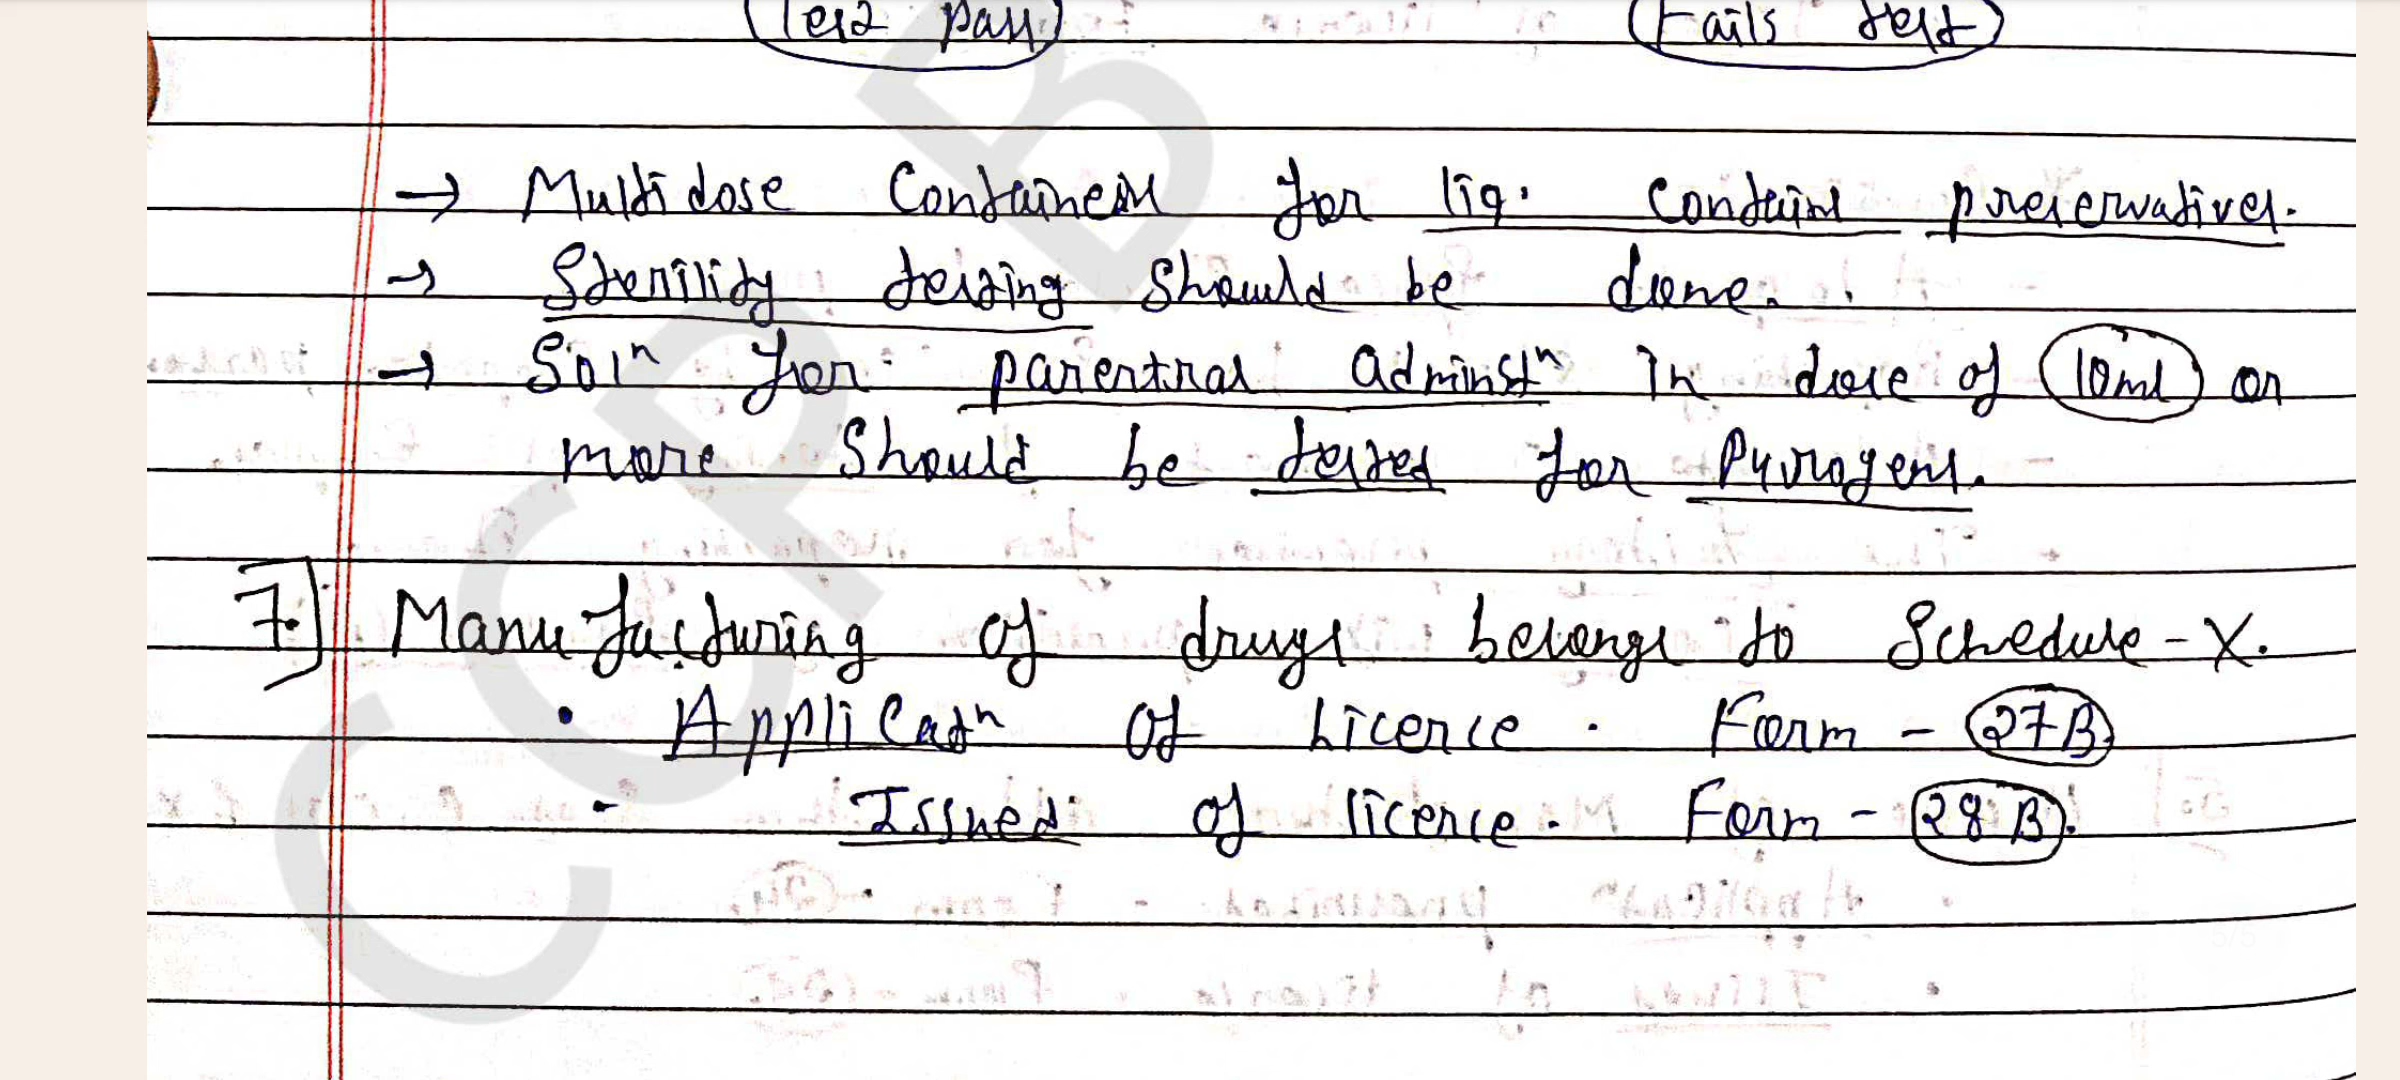 Test pass Fails test
→ Multidose Containers for liq. Contains preservatives.
→ Sterility testing Should be done.
→ Solⁿ for parentral adminstⁿ In dose of 10ml or
more Should be tested for Pyrogens.
7.] Manufacturing of drugs belongs to Schedule-X.
• Applicatⁿ of Licence. Form - 27B
- Issued of licence. Form - 28B.
CCPB